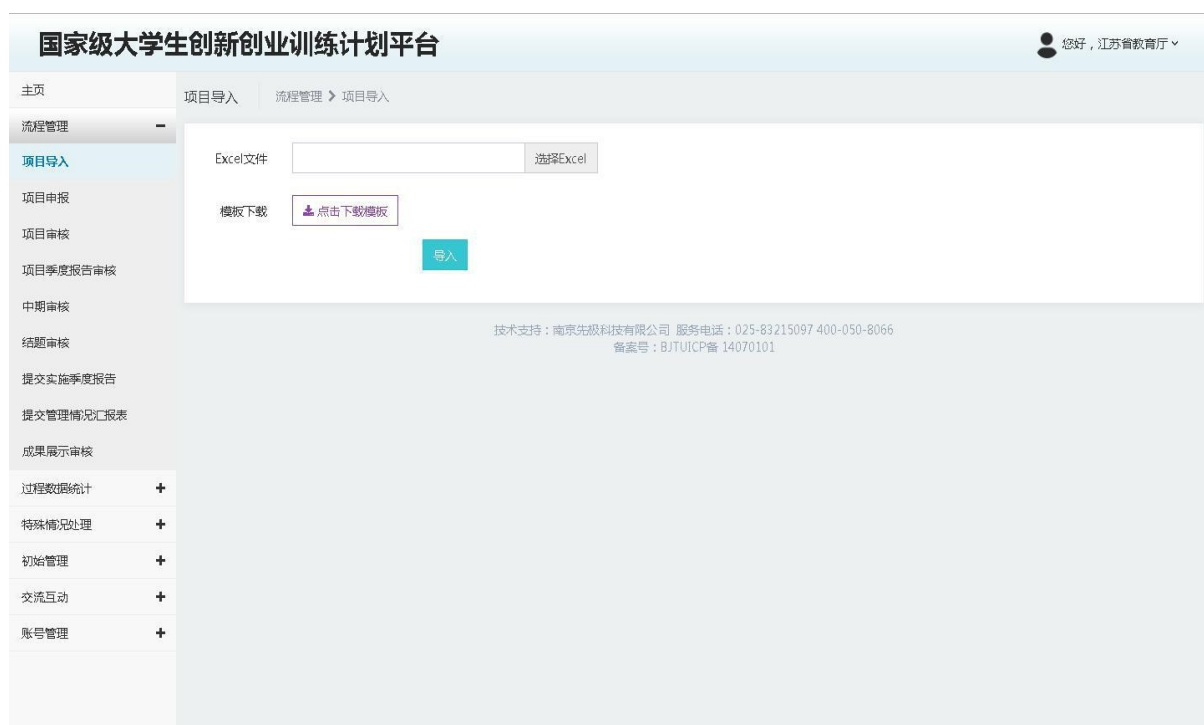 国家级大学生创新创业训练计划平台
您好，江苏省教育厅
主页
项目导入 流程管理 项目导入
流程管理
项目导入
Excel文件 选择Excel
项目申报
模板下载 点击下载模板
项目审核
导入
项目季度报告审核
中期审核
技术支持：南京先极科技有限公司 服务电话：025-83215097 400-050-8066
备案号：BJTUICP备 14070101
结题审核
提交实施季度报告
提交管理情况汇报表
成果展示审核
过程数据统计
特殊情况处理
初始管理
交流互动
账号管理